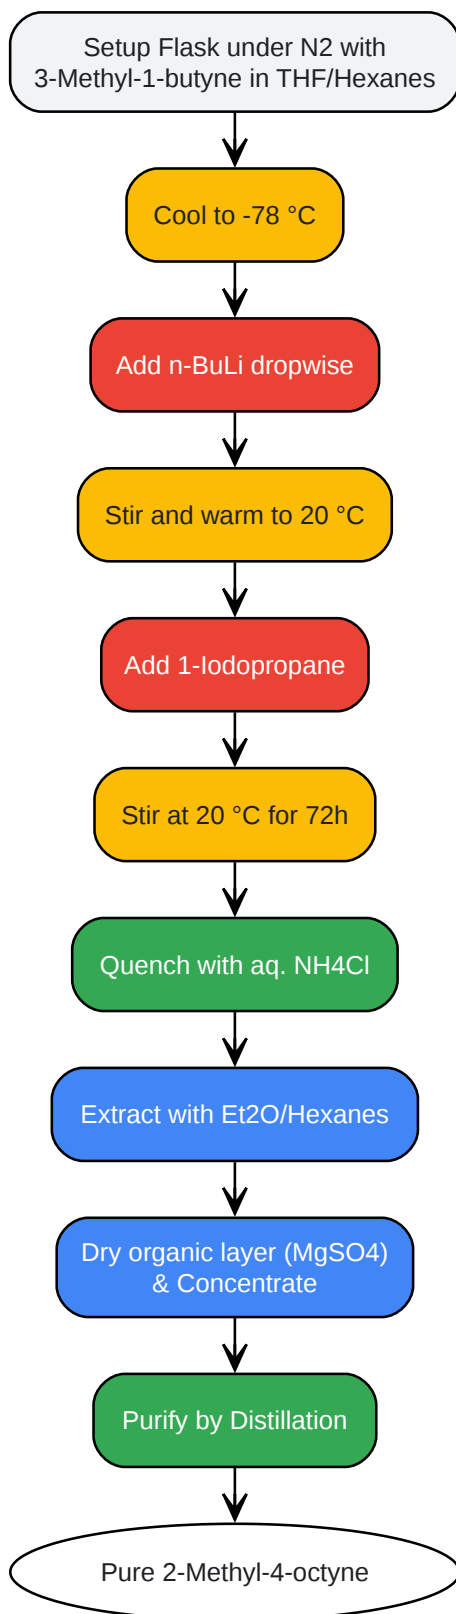 Setup Flask under N2 with
3-Methyl-1-butyne in THF/Hexanes
Cool to -78 °C
Add n-BuLi dropwise
Stir and warm to 20 °C
Add 1-Iodopropane
Stir at 20 °C for 72h
Quench with aq. NH4Cl
Extract with Et2O/Hexanes
Dry organic layer (MgSO4)
& Concentrate
Purify by Distillation
Pure 2-Methyl-4-octyne